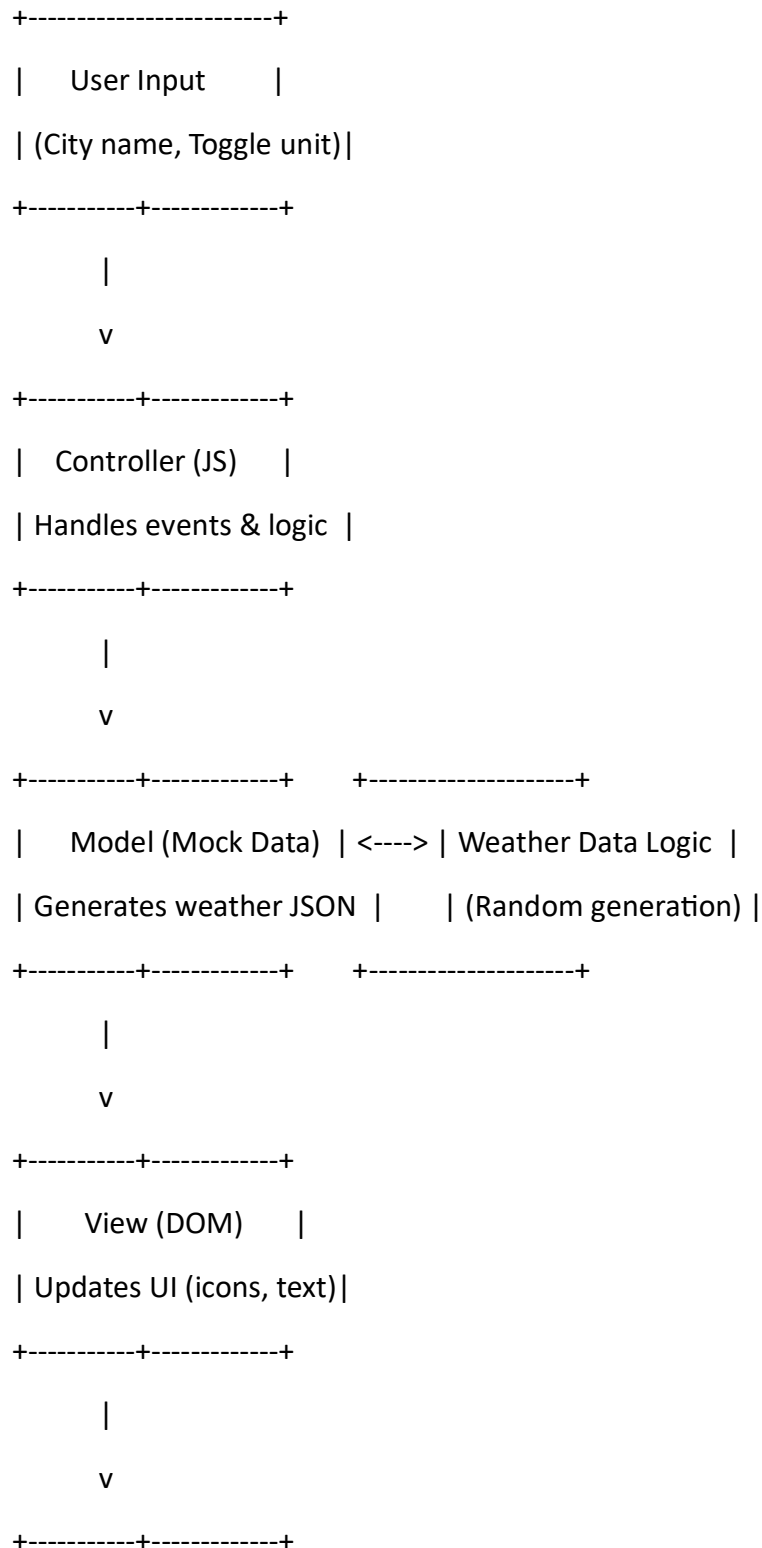 +-------------------------+
|      User Input         |
| (City name, Toggle unit)|
+-----------+-------------+
|
v
+-----------+-------------+
|    Controller (JS)      |
| Handles events & logic  |
+-----------+-------------+
|
v
+-----------+-------------+      +---------------------+
|     Model (Mock Data)  | <----> | Weather Data Logic  |
| Generates weather JSON  |      | (Random generation) |
+-----------+-------------+      +---------------------+
|
v
+-----------+-------------+
|       View (DOM)        |
| Updates UI (icons, text)|
+-----------+-------------+
|
v
+-----------+-------------+